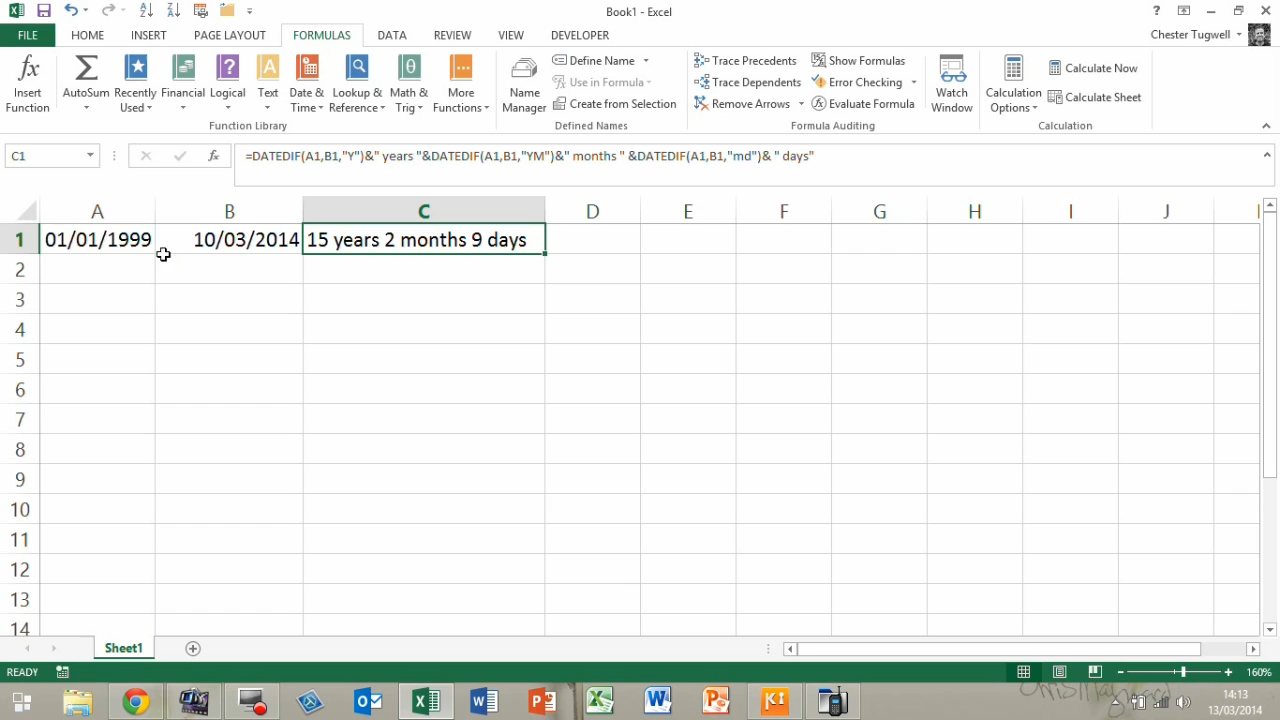 Book1 - Excel
FILE HOME INSERT PAGE LAYOUT FORMULAS DATA REVIEW VIEW DEVELOPER Chester Tugwell
Insert Function
AutoSum
Recently Used
Financial
Logical
Text
Date & Time
Lookup & Reference
Math & Trig
More Functions
Function Library
Name Manager
Define Name
Use in Formula
Create from Selection
Defined Names
Trace Precedents
Trace Dependents
Remove Arrows
Show Formulas
Error Checking
Evaluate Formula
Formula Auditing
Watch Window
Calculation Options
Calculate Now
Calculate Sheet
Calculation
C1 =DATEDIF(A1,B1,"Y")&" years "&DATEDIF(A1,B1,"YM")&" months " &DATEDIF(A1,B1,"md")& " days"
A B C D E F G H I J
1 01/01/1999 10/03/2014 15 years 2 months 9 days
2
3
4
5
6
7
8
9
10
11
12
13
14
Sheet1
READY 160%
14:13
13/03/2014